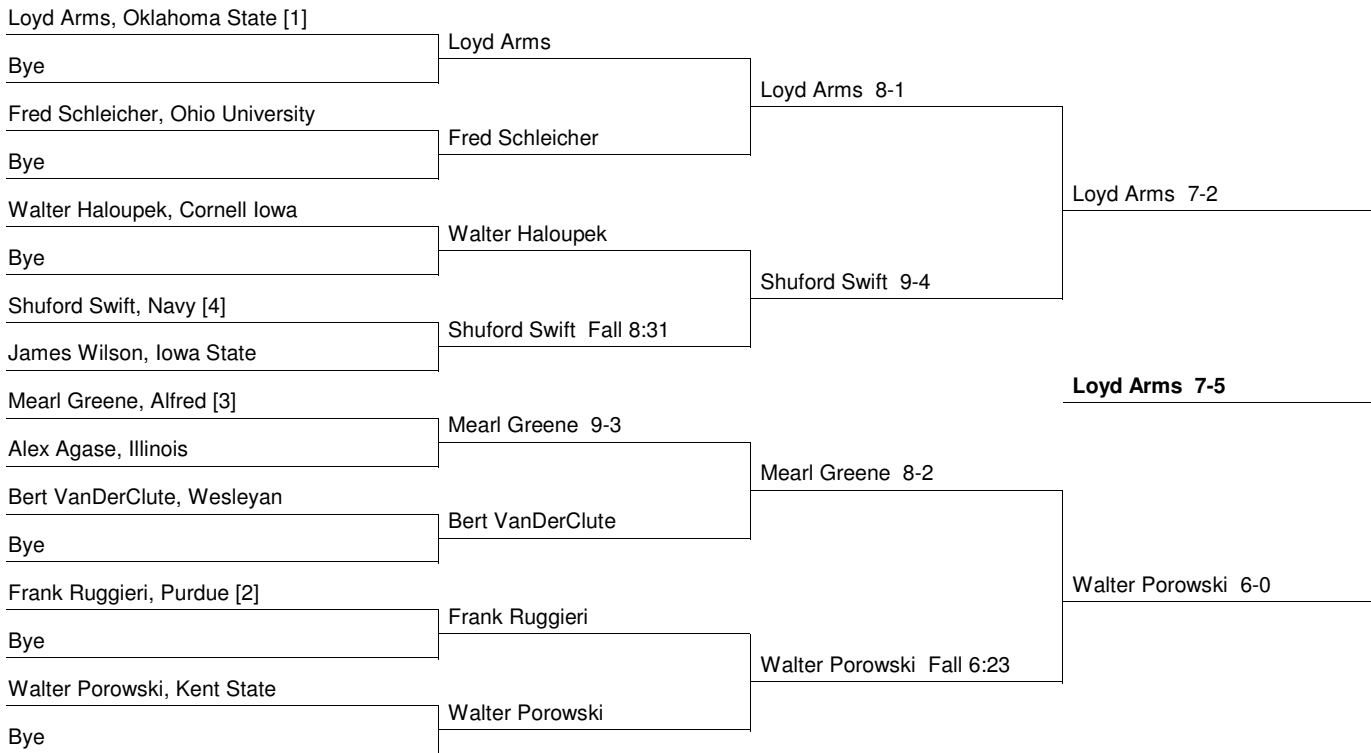 Loyd Arms, Oklahoma State [1]
Bye
Fred Schleicher, Ohio University
Bye
Walter Haloupek, Cornell Iowa
Bye
Shuford Swift, Navy [4]
James Wilson, Iowa State
Mearl Greene, Alfred [3]
Alex Agase, Illinois
Bert VanDerClute, Wesleyan
Bye
Frank Ruggieri, Purdue [2]
Bye
Walter Porowski, Kent State
Bye
Loyd Arms
Fred Schleicher
Walter Haloupek
Shuford Swift Fall 8:31
Mearl Greene 9-3
Bert VanDerClute
Frank Ruggieri
Walter Porowski
Loyd Arms 8-1
Shuford Swift 9-4
Mearl Greene 8-2
Walter Porowski Fall 6:23
Loyd Arms 7-2
Walter Porowski 6-0
Loyd Arms 7-5